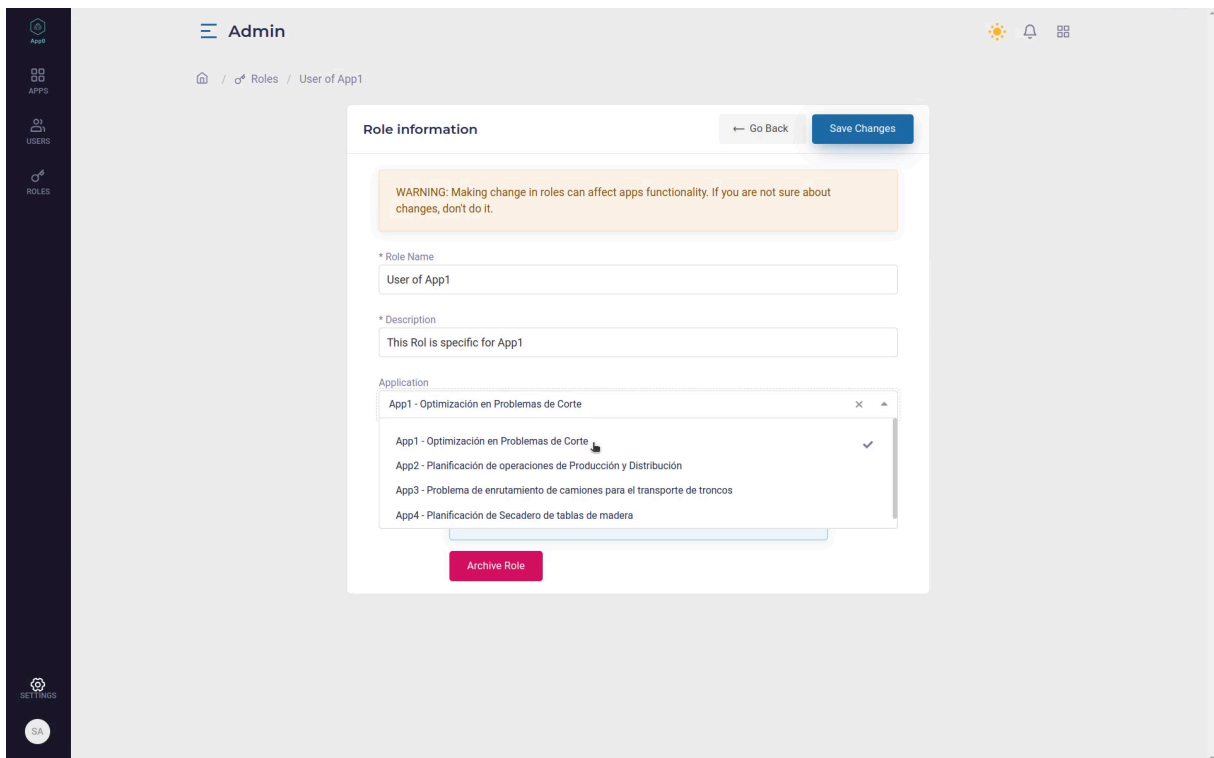 App0
Admin
APPS
Roles / User of App1
USERS
Role information
← Go Back
Save Changes
ROLES
WARNING: Making change in roles can affect apps functionality. If you are not sure about
changes, don't do it.
* Role Name
User of App1
* Description
This Rol is specific for App1
Application
App1 - Optimización en Problemas de Corte
App1 - Optimización en Problemas de Corte
App2 - Planificación de operaciones de Producción y Distribución
App3 - Problema de enrutamiento de camiones para el transporte de troncos
App4 - Planificación de Secadero de tablas de madera
Archive Role
SETTINGS
SA